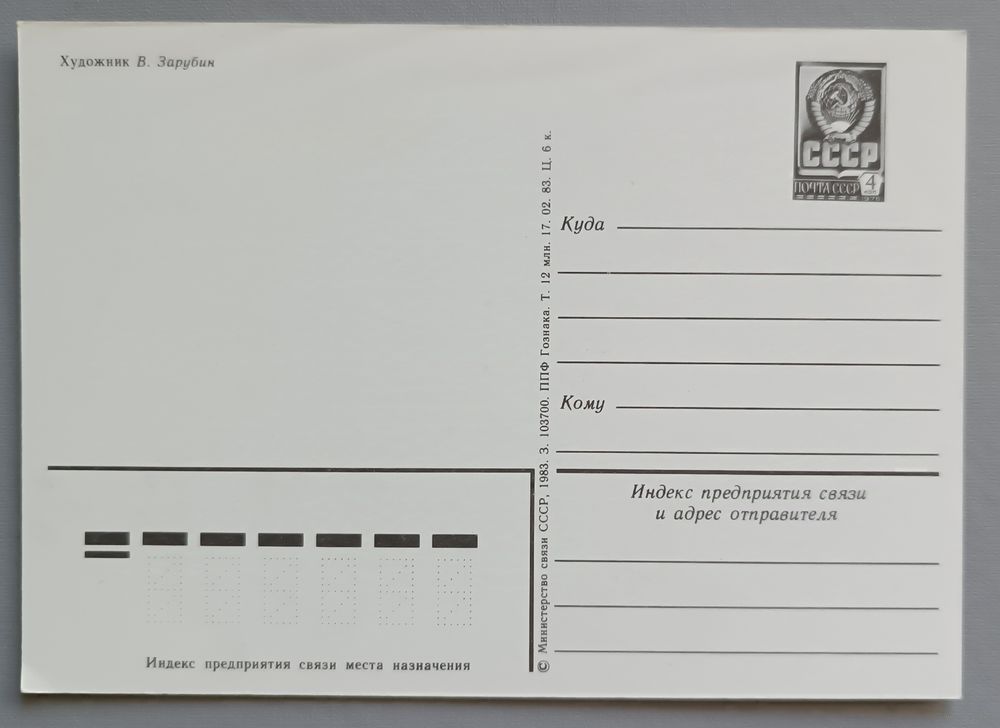 Художник В. Зарубин
СССР
ПОЧТА СССР 4
коп
1976
Куда
Кому
© Министерство связи СССР, 1983. З. 103700. ППФ Гознака. Т. 12 млн. 17. 02. 83. Ц. 6 к.
Индекс предприятия связи
и адрес отправителя
Индекс предприятия связи места назначения